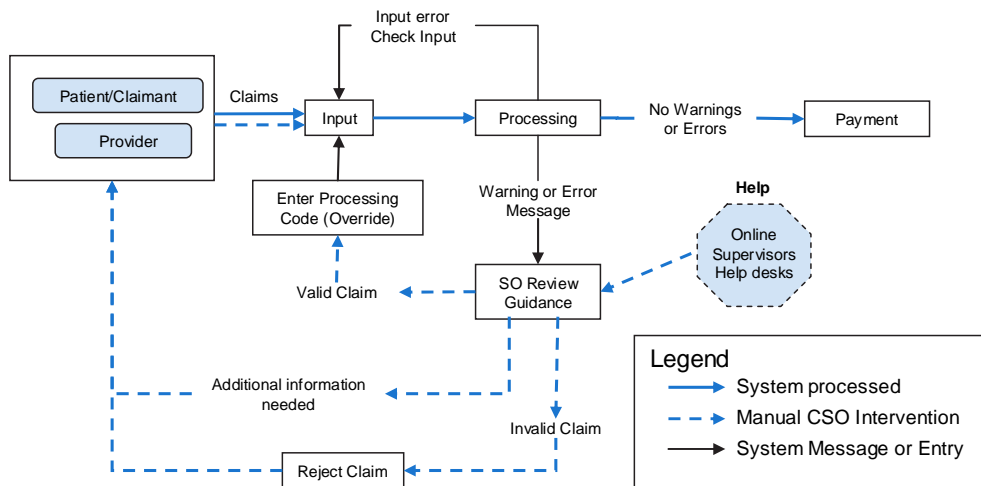 Input error
Check Input
Patient/Claimant
Claims
Provider
Input
Processing
No Warnings
or Errors
Payment
Enter Processing
Code (Override)
Warning or Error
Message
Help
Online
Supervisors
Help desks
Valid Claim
SO Review
Guidance
Additional information
needed
Invalid Claim
Reject Claim
Legend
System processed
Manual CSO Intervention
System Message or Entry